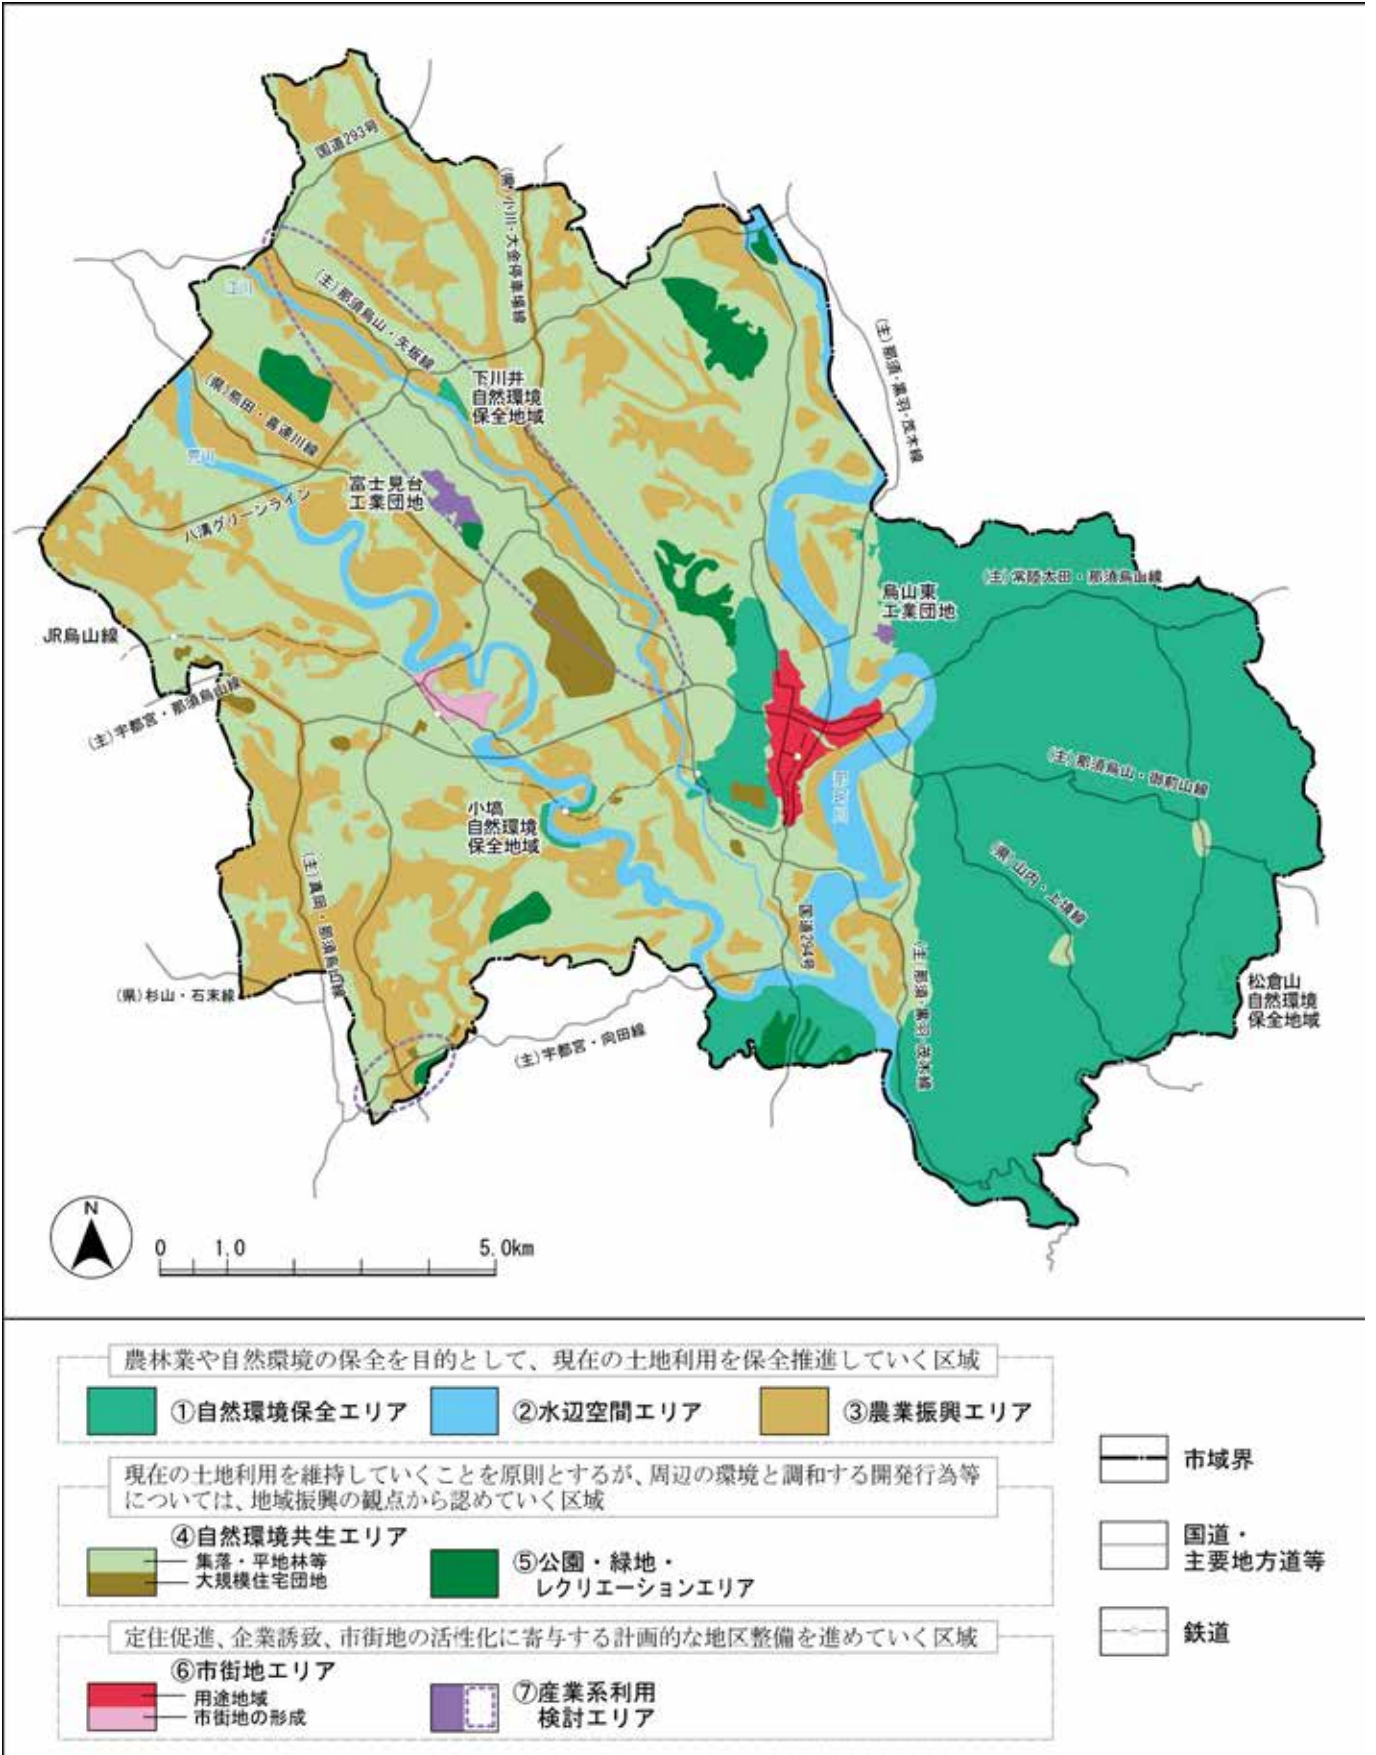 国道293号
(県)小川・大金停車場線
江川
(主)那須烏山・矢板線
(主)那須・黒羽・茂木線
下川井
自然環境
保全地域
(県)熊田・喜連川線
荒川
富士見台
工業団地
八溝グリーンライン
(主)常陸太田・那須烏山線
烏山東
工業団地
JR烏山線
(主)宇都宮・那須烏山線
(主)那須烏山・御前山線
那珂川
小塙
自然環境
保全地域
(県)山内・上境線
(主)真岡・那須烏山線
国道294号
(主)那須・黒羽・茂木線
(県)杉山・石末線
松倉山
自然環境
保全地域
(主)宇都宮・向田線
N
0 1.0 5.0km
農林業や自然環境の保全を目的として、現在の土地利用を保全推進していく区域
①自然環境保全エリア ②水辺空間エリア ③農業振興エリア
現在の土地利用を維持していくことを原則とするが、周辺の環境と調和する開発行為等
については、地域振興の観点から認めていく区域
④自然環境共生エリア
集落・平地林等
大規模住宅団地
⑤公園・緑地・
レクリエーションエリア
定住促進、企業誘致、市街地の活性化に寄与する計画的な地区整備を進めていく区域
⑥市街地エリア
用途地域
市街地の形成
⑦産業系利用
検討エリア
市域界
国道・
主要地方道等
鉄道